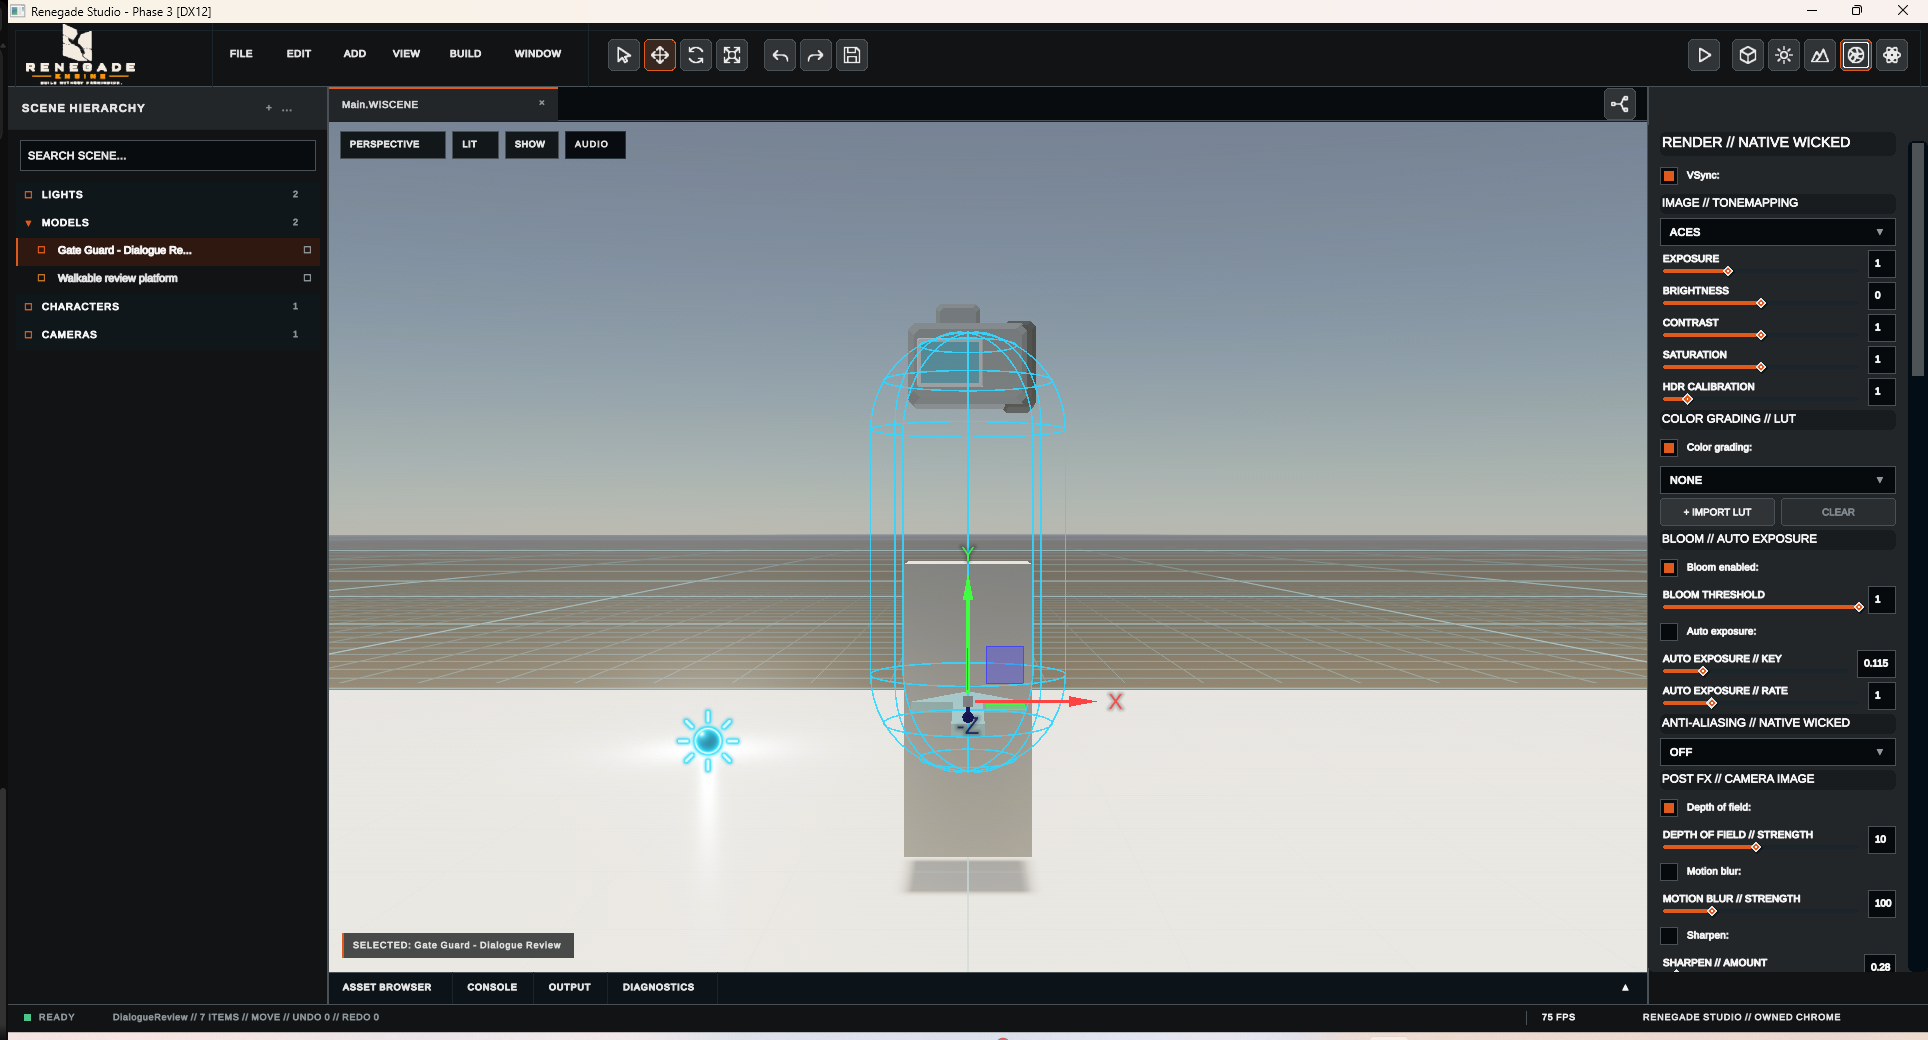 Renegade Studio - Phase 3 [DX12]
RENEGADE
ENGINE
FILE EDIT ADD VIEW BUILD WINDOW
SCENE HIERARCHY + ...
SEARCH SCENE...
LIGHTS 2
MODELS 2
Gate Guard - Dialogue Re...
Walkable review platform
CHARACTERS 1
CAMERAS 1
Main.WISCENE ×
PERSPECTIVE LIT SHOW AUDIO
Y
X
-Z
SELECTED: Gate Guard - Dialogue Review
ASSET BROWSER CONSOLE OUTPUT DIAGNOSTICS
RENDER // NATIVE WICKED
VSync:
IMAGE // TONEMAPPING
ACES
EXPOSURE 1
BRIGHTNESS 0
CONTRAST 1
SATURATION 1
HDR CALIBRATION 1
COLOR GRADING // LUT
Color grading:
NONE
+ IMPORT LUT CLEAR
BLOOM // AUTO EXPOSURE
Bloom enabled:
BLOOM THRESHOLD 1
Auto exposure:
AUTO EXPOSURE // KEY 0.115
AUTO EXPOSURE // RATE 1
ANTI-ALIASING // NATIVE WICKED
OFF
POST FX // CAMERA IMAGE
Depth of field:
DEPTH OF FIELD // STRENGTH 10
Motion blur:
MOTION BLUR // STRENGTH 100
Sharpen:
SHARPEN // AMOUNT 0.28
READY DialogueReview // 7 ITEMS // MOVE // UNDO 0 // REDO 0 75 FPS RENEGADE STUDIO // OWNED CHROME